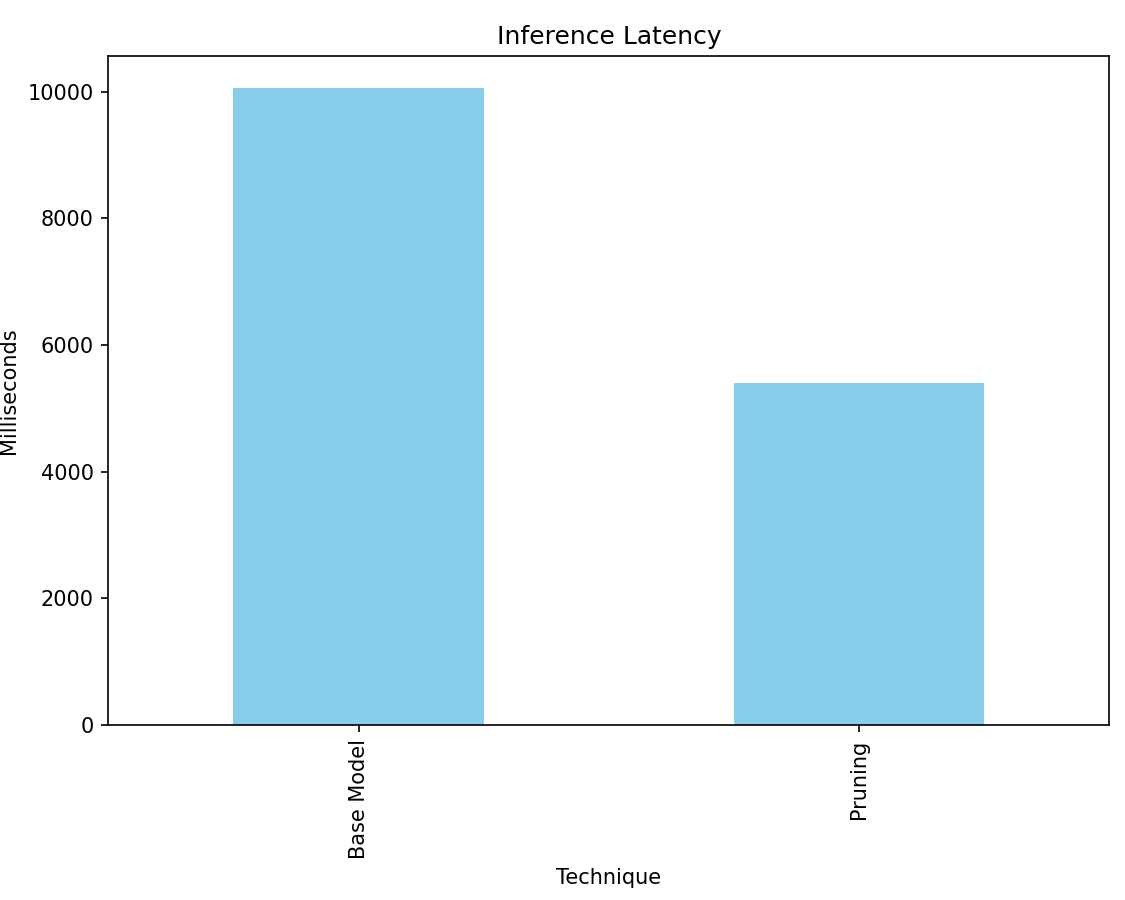 Inference Latency
10000
8000
6000
4000
2000
0
Milliseconds
Base Model
Pruning
Technique